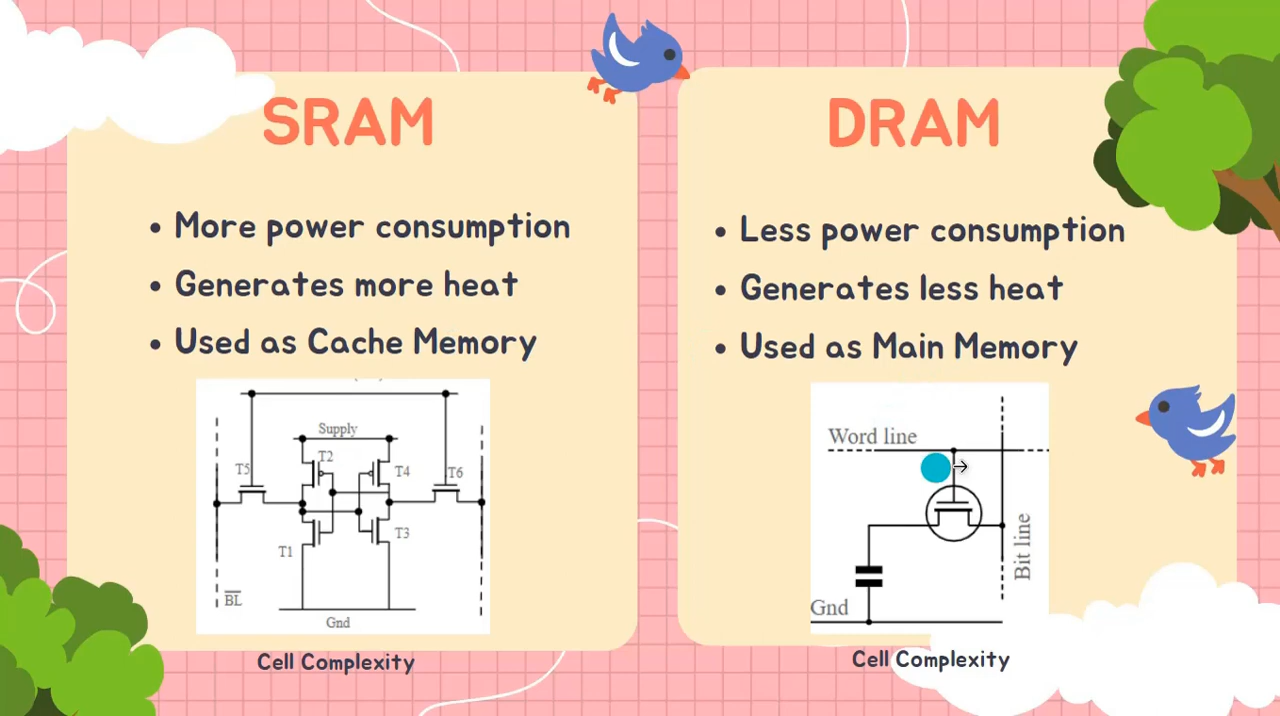 SRAM
More power consumption
Generates more heat
Used as Cache Memory
Supply
T5
T2
T4
T6
T1
T3
BL
Gnd
Cell Complexity
DRAM
Less power consumption
Generates less heat
Used as Main Memory
Word line
Bit line
Gnd
Cell Complexity